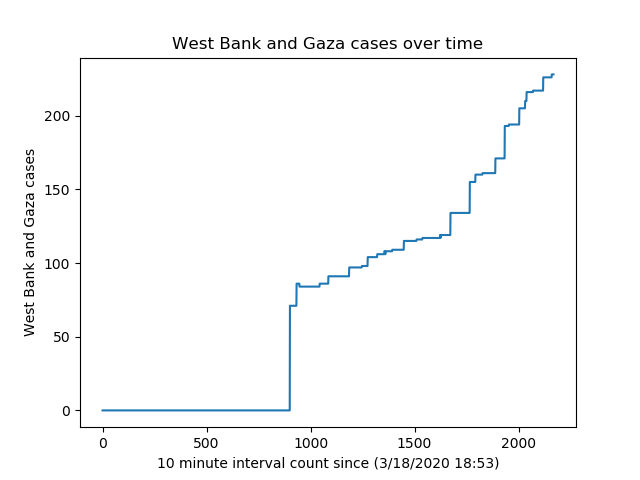 West Bank and Gaza cases over time
West Bank and Gaza cases
200
150
100
50
0
0 500 1000 1500 2000
10 minute interval count since (3/18/2020 18:53)